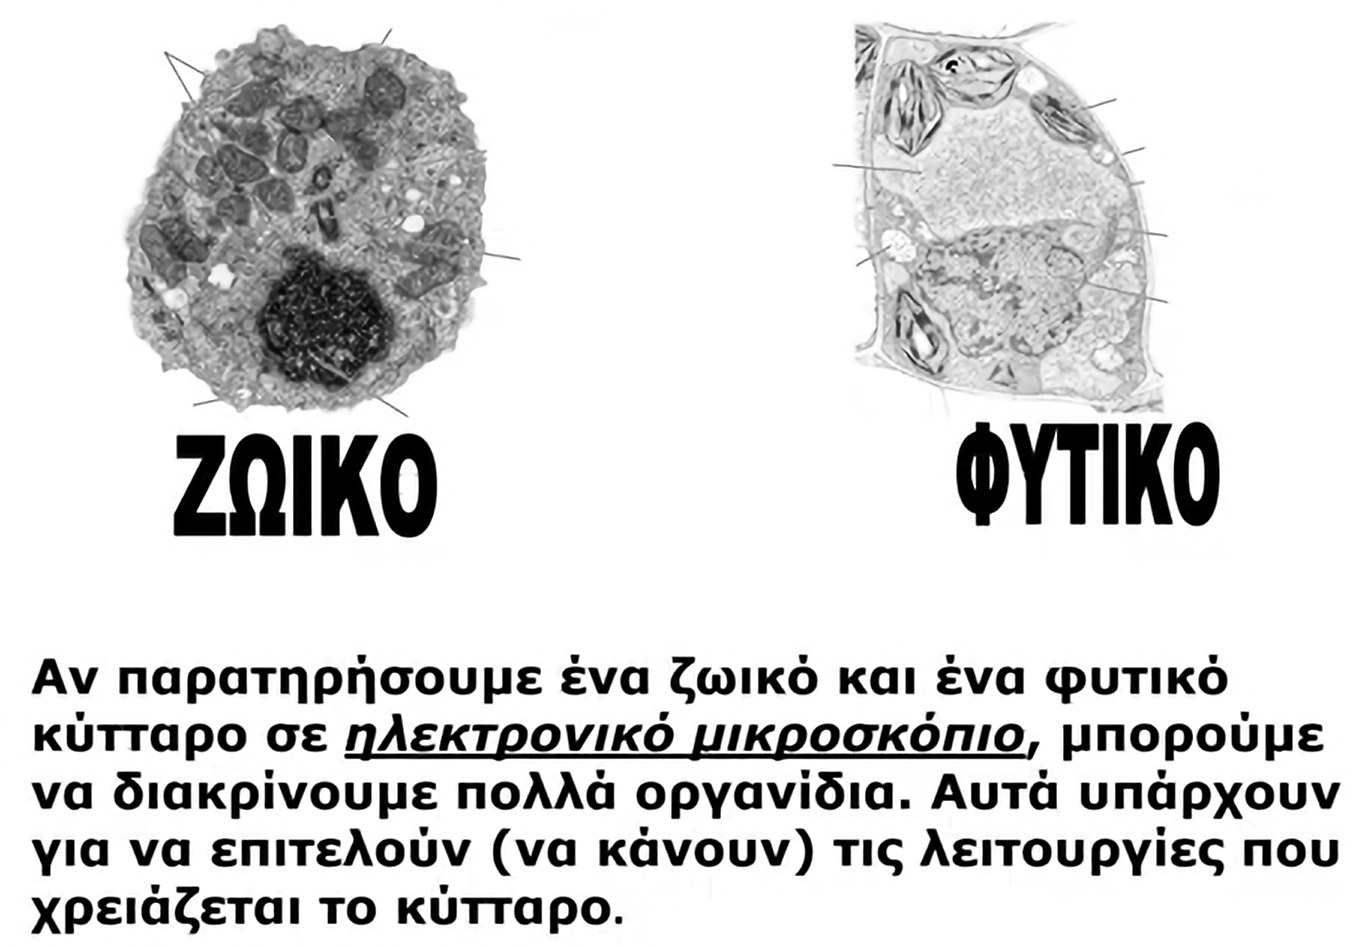 ΖΩΙΚΟ
ΦΥΤΙΚΟ
Αν παρατηρήσουμε ένα ζωικό και ένα φυτικό
κύτταρο σε ηλεκτρονικό μικροσκόπιο, μπορούμε
να διακρίνουμε πολλά οργανίδια. Αυτά υπάρχουν
για να επιτελούν (να κάνουν) τις λειτουργίες που
χρειάζεται το κύτταρο.